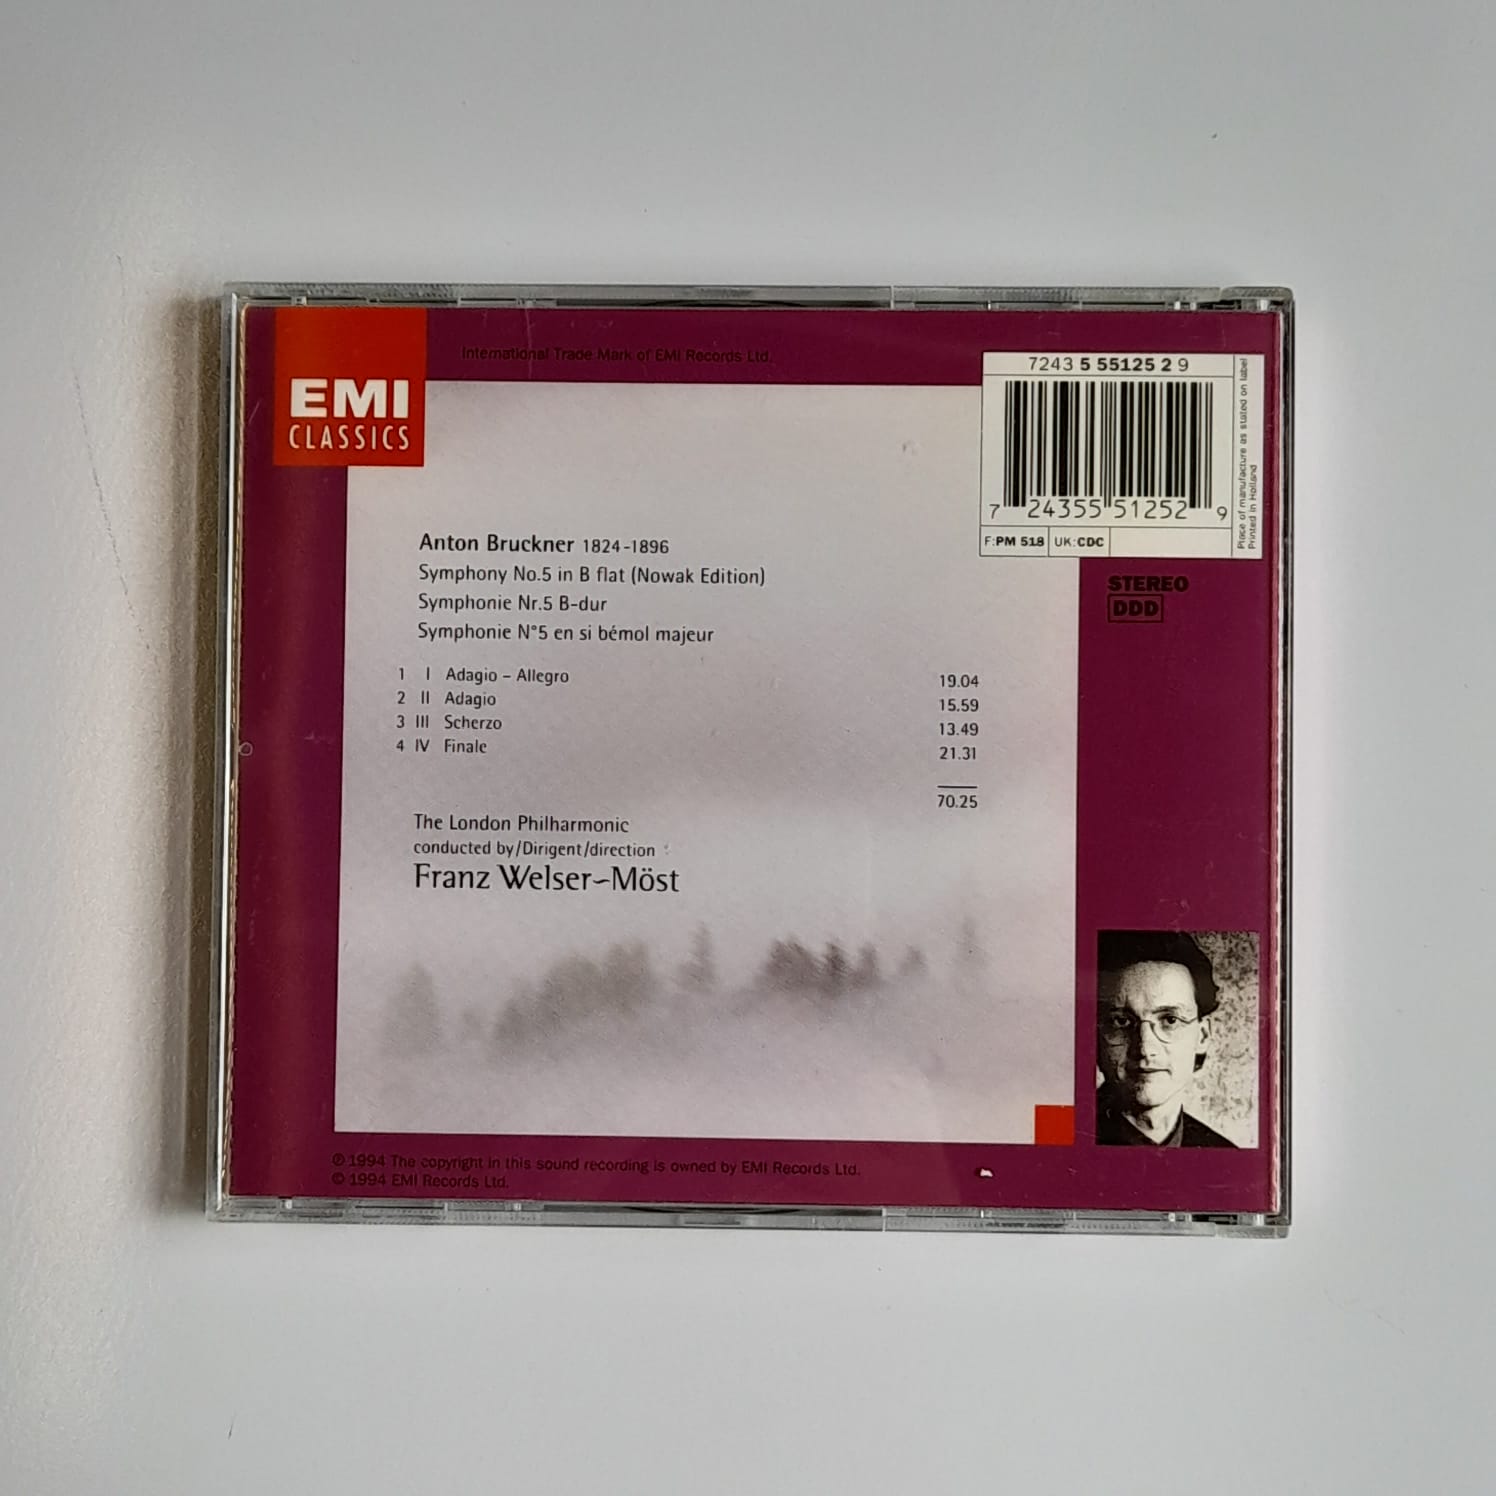 International Trade Mark of EMI Records Ltd.
EMI
CLASSICS
7243 5 55125 2 9
7 24355 51252 9
F:PM 518 UK:CDC
Place of manufacture as stated on label
Printed in Holland
STEREO
DDD
Anton Bruckner 1824-1896
Symphony No.5 in B flat (Nowak Edition)
Symphonie Nr.5 B-dur
Symphonie N°5 en si bémol majeur
1 I Adagio – Allegro 19.04
2 II Adagio 15.59
3 III Scherzo 13.49
4 IV Finale 21.31
70.25
The London Philharmonic
conducted by/Dirigent/direction
Franz Welser-Möst
℗ 1994 The copyright in this sound recording is owned by EMI Records Ltd.
© 1994 EMI Records Ltd.